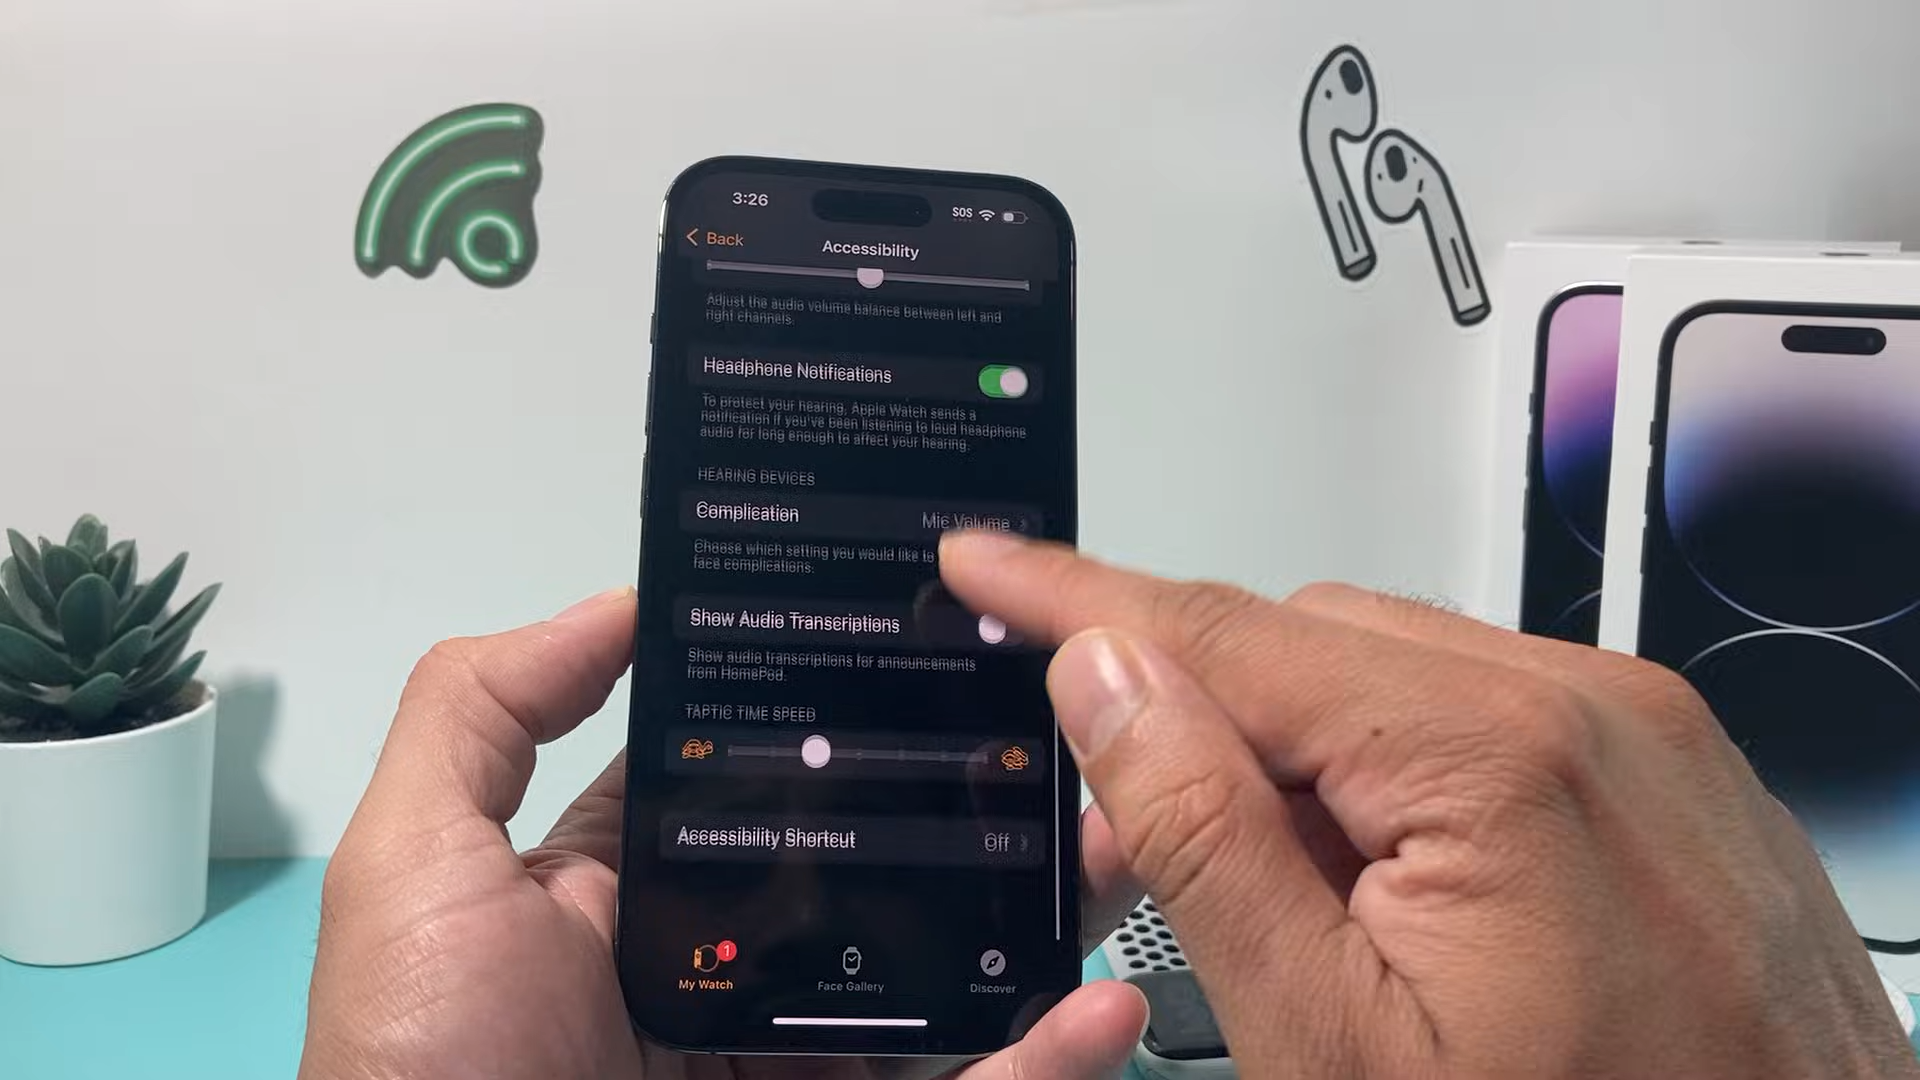 3:26
SOS
Back
Accessibility
Adjust the audio volume balance between left and
right channels.
Headphone Notifications
To protect your hearing, Apple Watch sends a
notification if you've been listening to loud headphone
audio for long enough to affect your hearing.
HEARING DEVICES
Complication
Mic Volume
Choose which setting you would like to
face complications.
Show Audio Transcriptions
Show audio transcriptions for announcements
from HomePod.
TAPTIC TIME SPEED
Accessibility Shortcut
Off
1
My Watch
Face Gallery
Discover